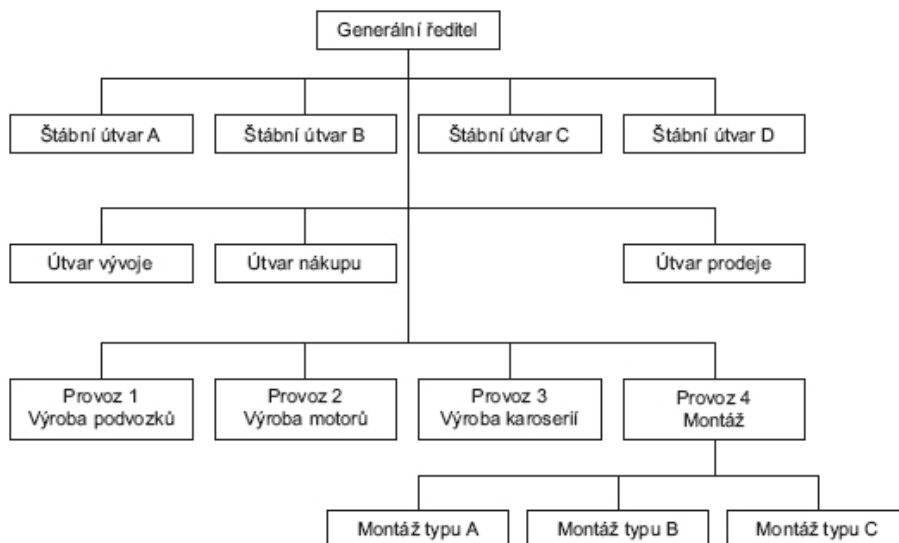 Generální ředitel
Štábní útvar A
Štábní útvar B
Štábní útvar C
Štábní útvar D
Útvar vývoje
Útvar nákupu
Útvar prodeje
Provoz 1
Výroba podvozků
Provoz 2
Výroba motorů
Provoz 3
Výroba karoserií
Provoz 4
Montáž
Montáž typu A
Montáž typu B
Montáž typu C